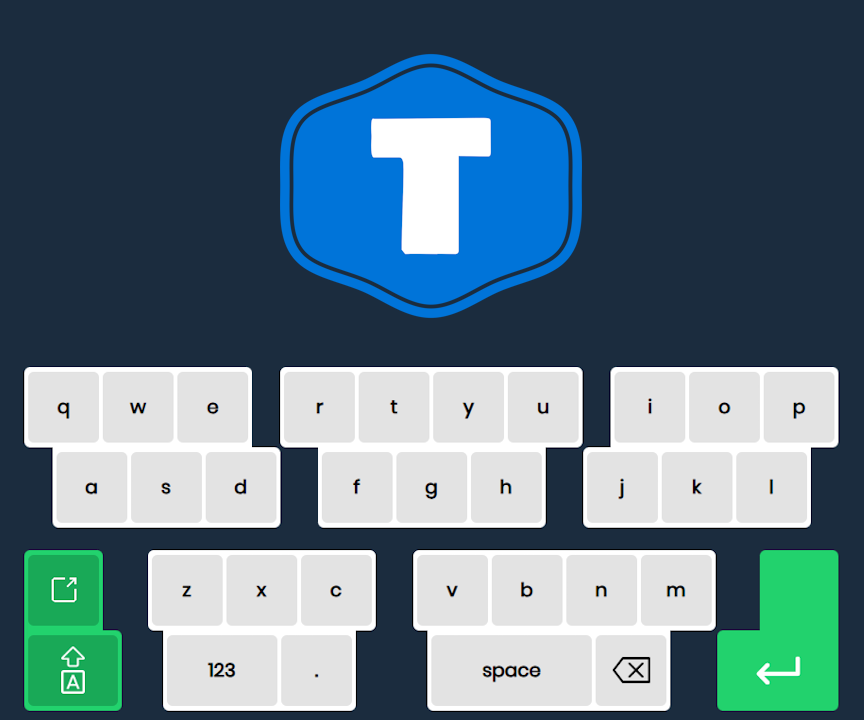 T
q w e r t y u i o p
a s d f g h j k l
z x c v b n m
A 123 . space